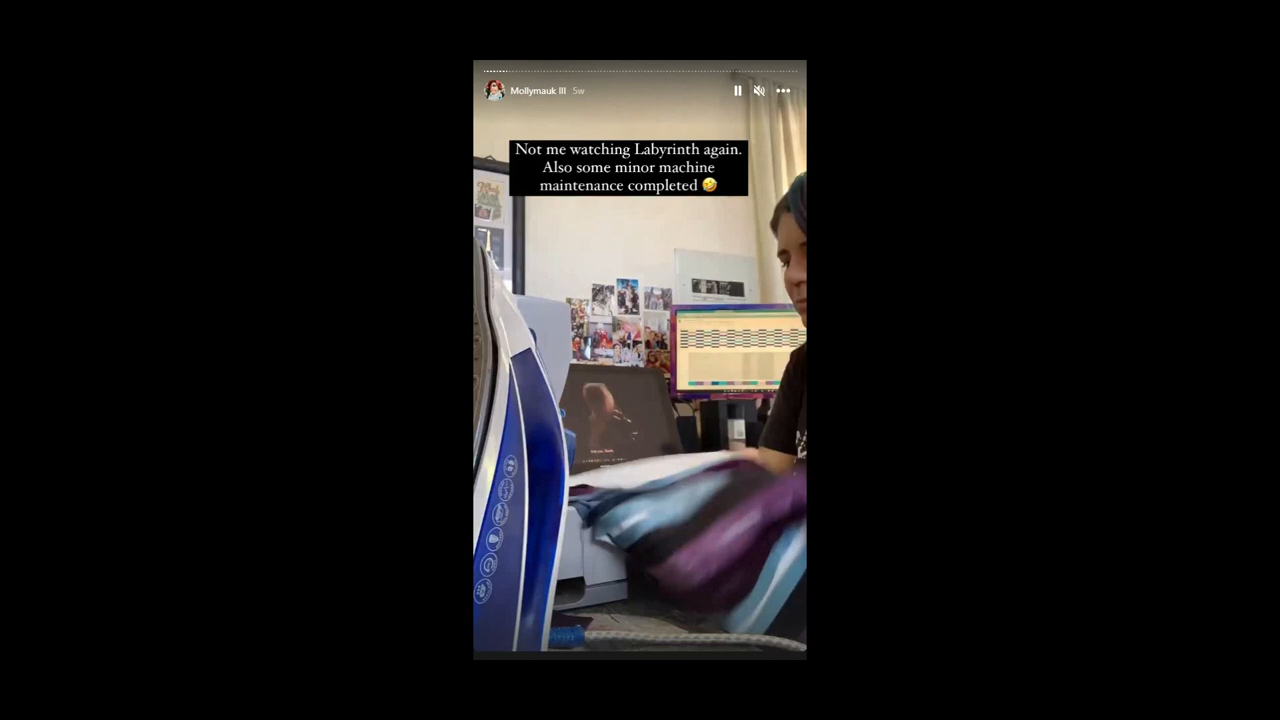 Mollymauk III 5w
Not me watching Labyrinth again.
Also some minor machine
maintenance completed 🤣